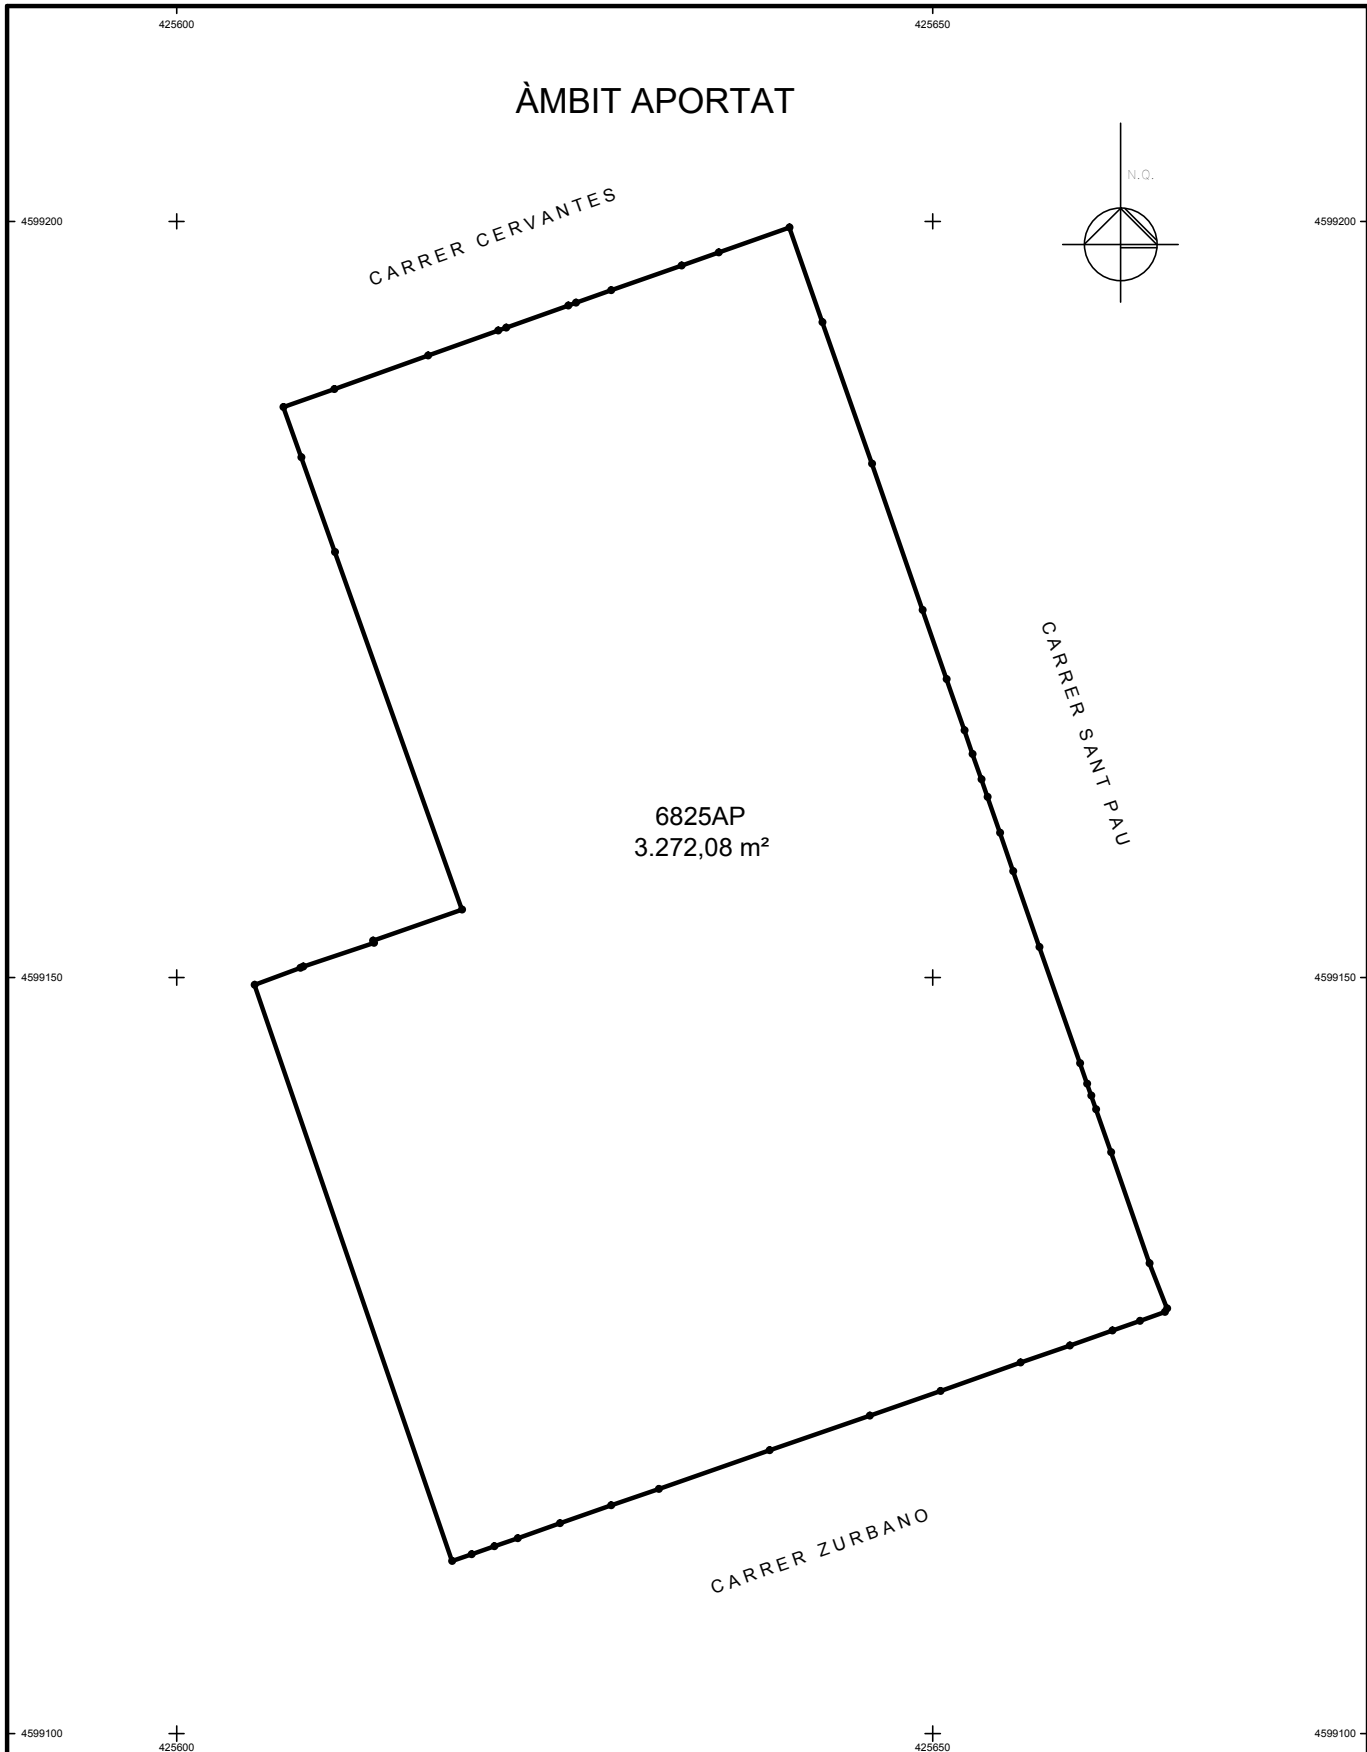 425600
425650
ÀMBIT APORTAT
N.Q.
CARRER CERVANTES
4599200
4599200
CARRER SANT PAU
6825AP
3.272,08 m²
4599150
4599150
CARRER ZURBANO
4599100
4599100
425600
425650